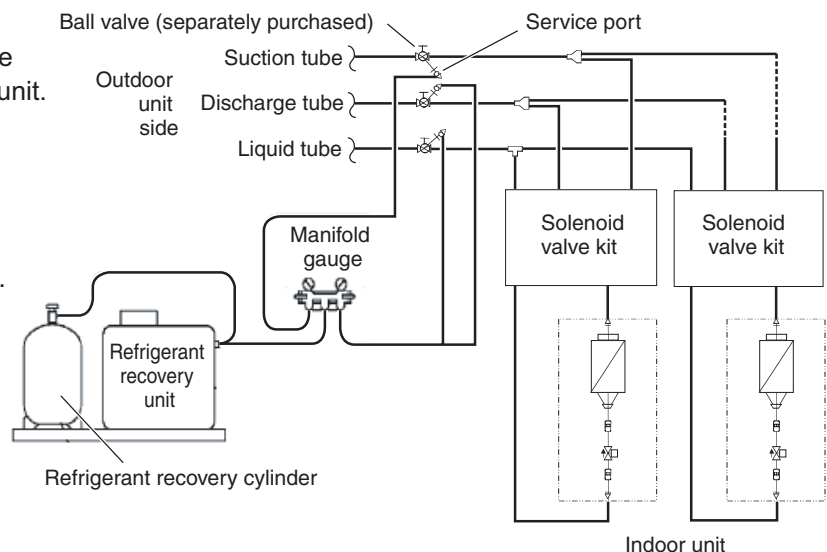 Ball valve (separately purchased)
Service port
Suction tube
unit.
Outdoor
unit
side
Discharge tube
Liquid tube
Solenoid
valve kit
Solenoid
valve kit
Manifold
gauge
.
Refrigerant
recovery
unit
Refrigerant recovery cylinder
Indoor unit